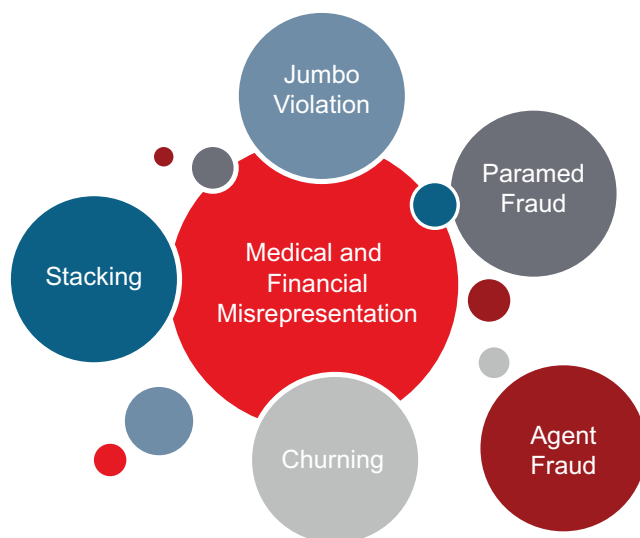 Jumbo
Violation
Paramed
Fraud
Medical and
Financial
Misrepresentation
Stacking
Churning
Agent
Fraud